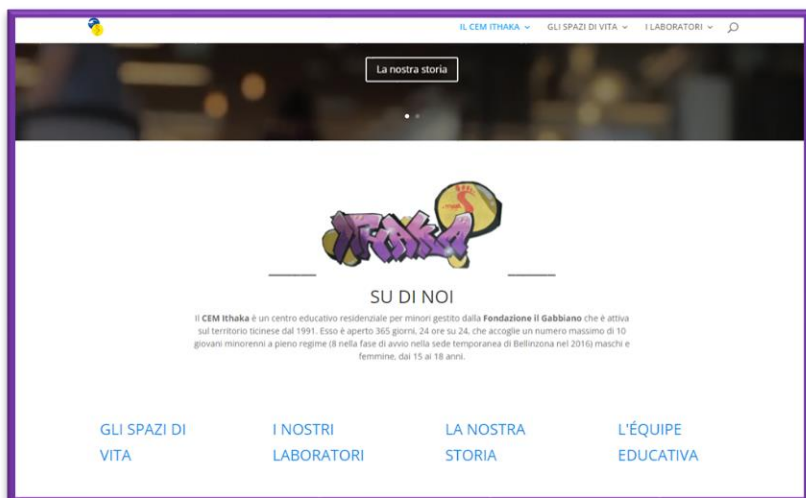 IL CEM ITHAKA GLI SPAZI DI VITA I LABORATORI
La nostra storia
ITHAKA
SU DI NOI
Il CEM Ithaka è un centro educativo residenziale per minori gestito dalla Fondazione il Gabbiano che è attiva
sul territorio ticinese dal 1991. Esso è aperto 365 giorni, 24 ore su 24, che accoglie un numero massimo di 10
giovani minorenni a pieno regime (8 nella fase di avvio nella sede temporanea di Bellinzona nel 2016) maschi e
femmine, dai 15 ai 18 anni.
GLI SPAZI DI
VITA
I NOSTRI
LABORATORI
LA NOSTRA
STORIA
L'ÉQUIPE
EDUCATIVA